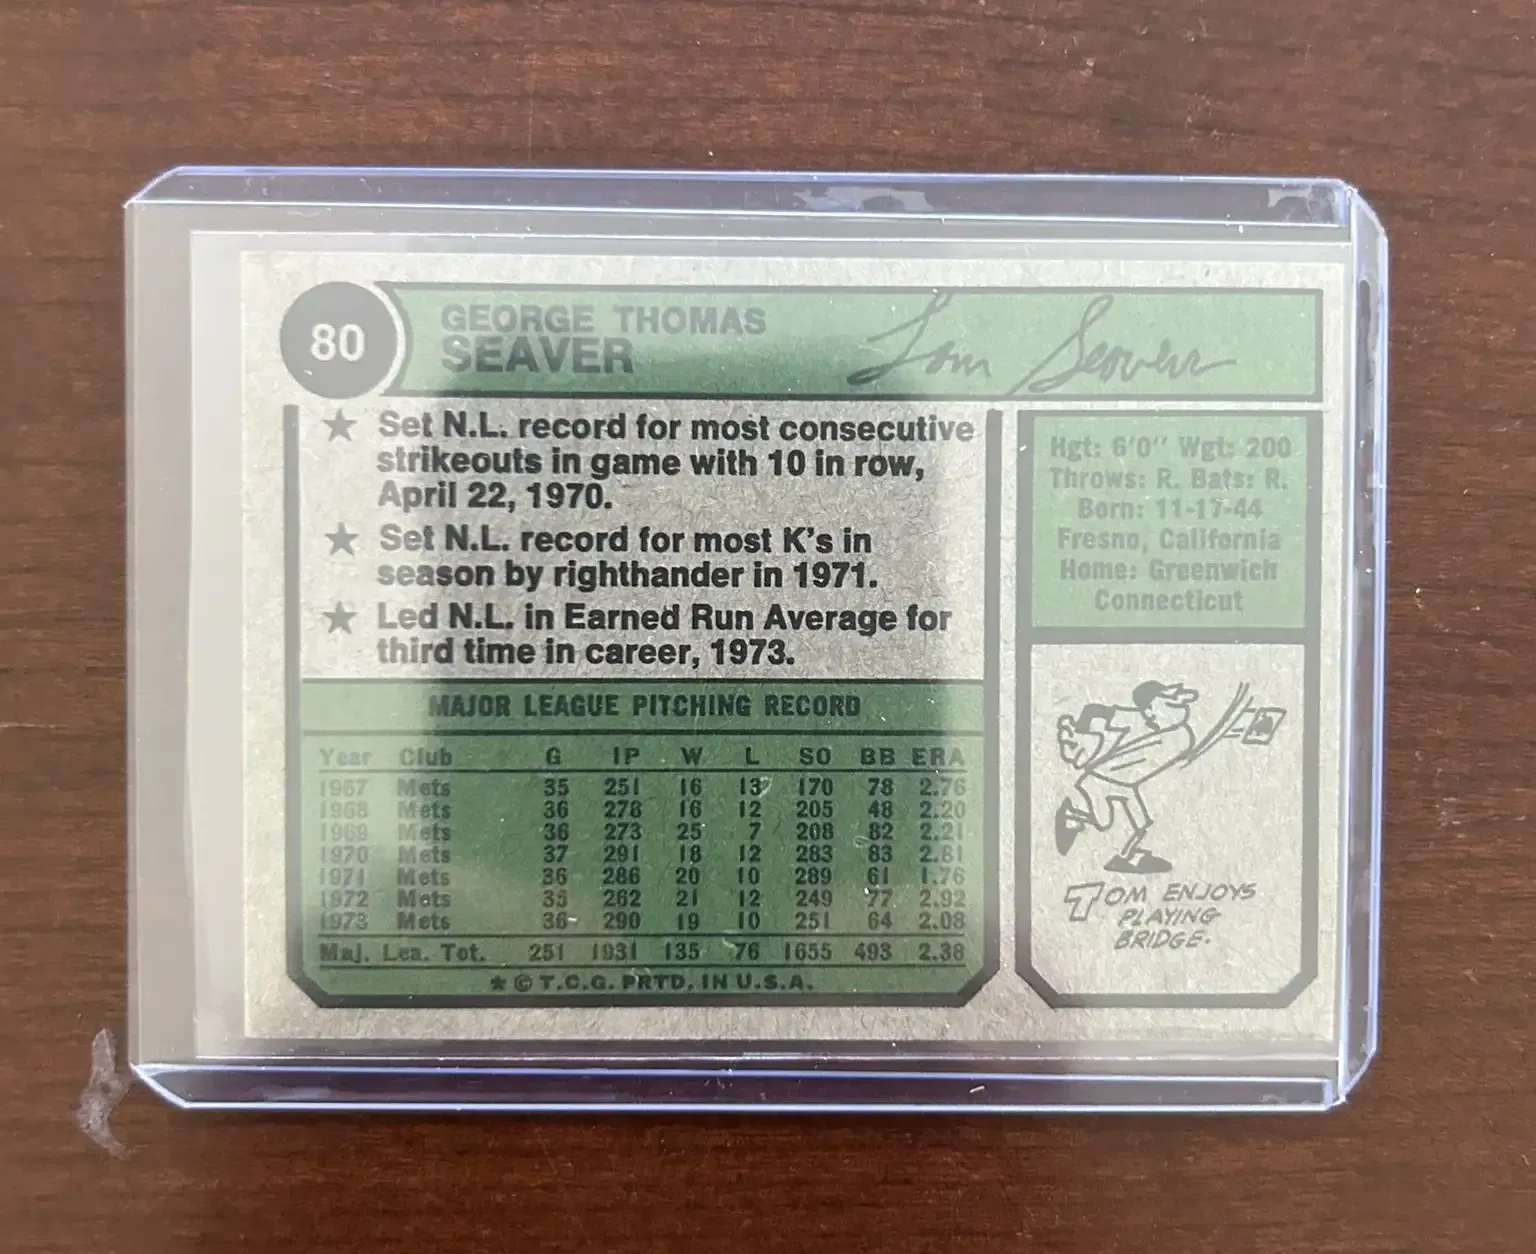 80
GEORGE THOMAS
SEAVER
Tom Seaver
★ Set N.L. record for most consecutive
strikeouts in game with 10 in row,
April 22, 1970.
★ Set N.L. record for most K's in
season by righthander in 1971.
★ Led N.L. in Earned Run Average for
third time in career, 1973.
MAJOR LEAGUE PITCHING RECORD
Year Club G IP W L SO BB ERA
1967 Mets 35 251 16 13 170 78 2.76
1968 Mets 36 278 16 12 205 48 2.20
1969 Mets 36 273 25 7 208 82 2.21
1970 Mets 37 291 18 12 283 83 2.81
1971 Mets 36 286 20 10 289 61 1.76
1972 Mets 35 262 21 12 249 77 2.92
1973 Mets 36 290 19 10 251 64 2.08
Maj. Lea. Tot. 251 1931 135 76 1655 493 2.38
★ © T.C.G. PRTD. IN U.S.A.
Hgt: 6'0" Wgt: 200
Throws: R. Bats: R.
Born: 11-17-44
Fresno, California
Home: Greenwich
Connecticut
TOM ENJOYS
PLAYING
BRIDGE.